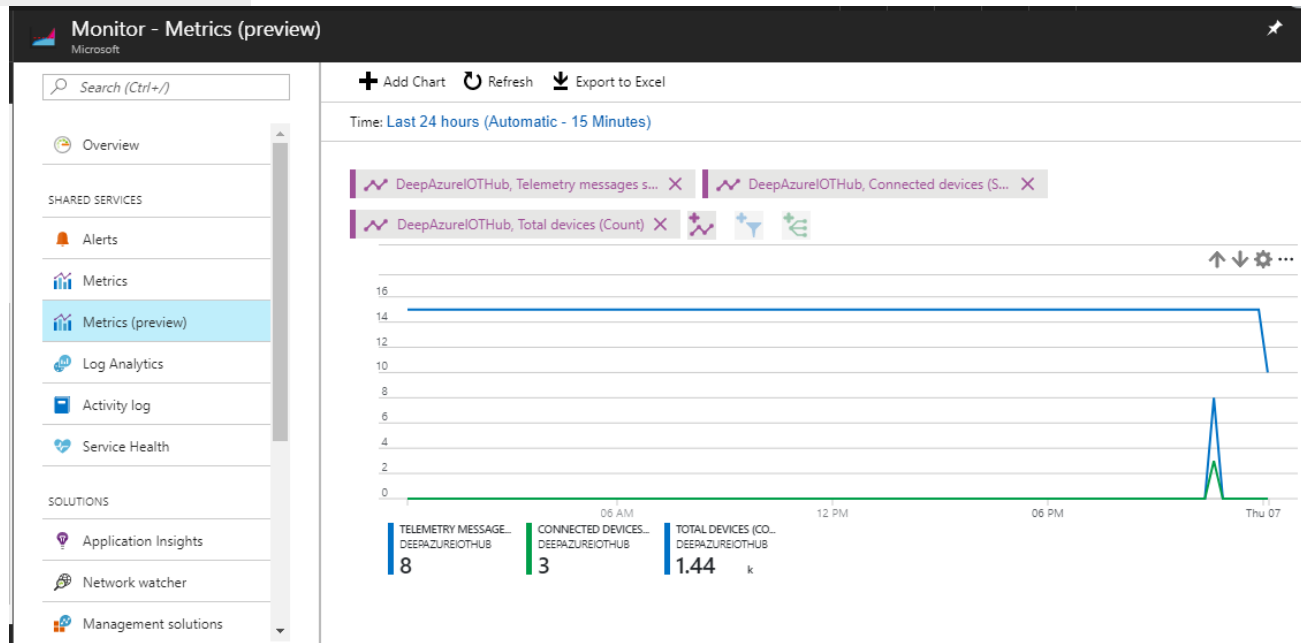 Monitor - Metrics (preview)
Microsoft
Search (Ctrl+/)
Overview
SHARED SERVICES
Alerts
Metrics
Metrics (preview)
Log Analytics
Activity log
Service Health
SOLUTIONS
Application Insights
Network watcher
Management solutions
Add Chart Refresh Export to Excel
Time: Last 24 hours (Automatic - 15 Minutes)
DeepAzureIOTHub, Telemetry messages s... DeepAzureIOTHub, Connected devices (S...
DeepAzureIOTHub, Total devices (Count)
16
14
12
10
8
6
4
2
0
06 AM 12 PM 06 PM Thu 07
TELEMETRY MESSAGE... CONNECTED DEVICES... TOTAL DEVICES (CO...
DEEPAZUREIOTHUB DEEPAZUREIOTHUB DEEPAZUREIOTHUB
8 3 1.44 k